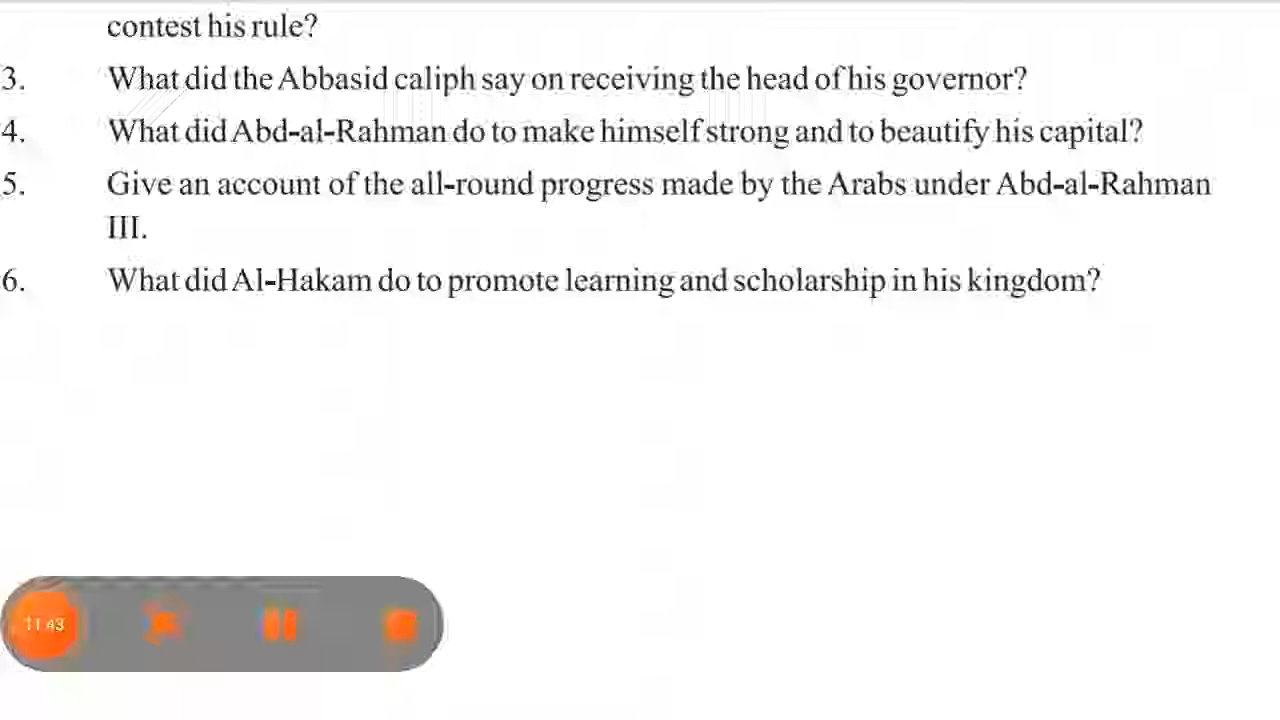 contest his rule?
3. What did the Abbasid caliph say on receiving the head of his governor?
4. What did Abd-al-Rahman do to make himself strong and to beautify his capital?
5. Give an account of the all-round progress made by the Arabs under Abd-al-Rahman
III.
6. What did Al-Hakam do to promote learning and scholarship in his kingdom?
11:43